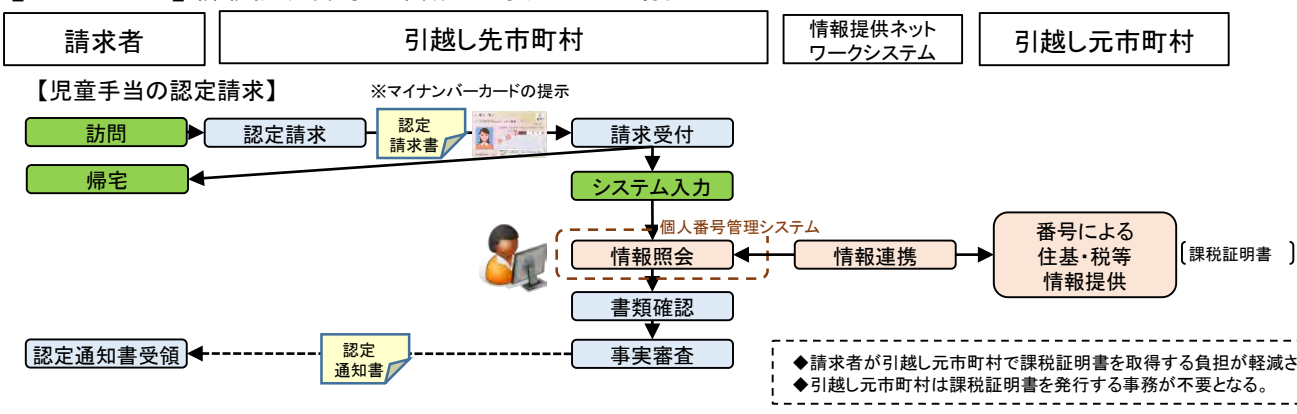 請求者
引越し先市町村
情報提供ネット
ワークシステム
引越し元市町村
【児童手当の認定請求】
※マイナンバーカードの提示
訪問
認定請求
認定
請求書
請求受付
帰宅
システム入力
個人番号管理システム
情報照会
情報連携
番号による
住基・税等
情報提供
課税証明書
書類確認
認定通知書受領
認定
通知書
事実審査
◆請求者が引越し元市町村で課税証明書を取得する負担が軽減さ
◆引越し元市町村は課税証明書を発行する事務が不要となる。